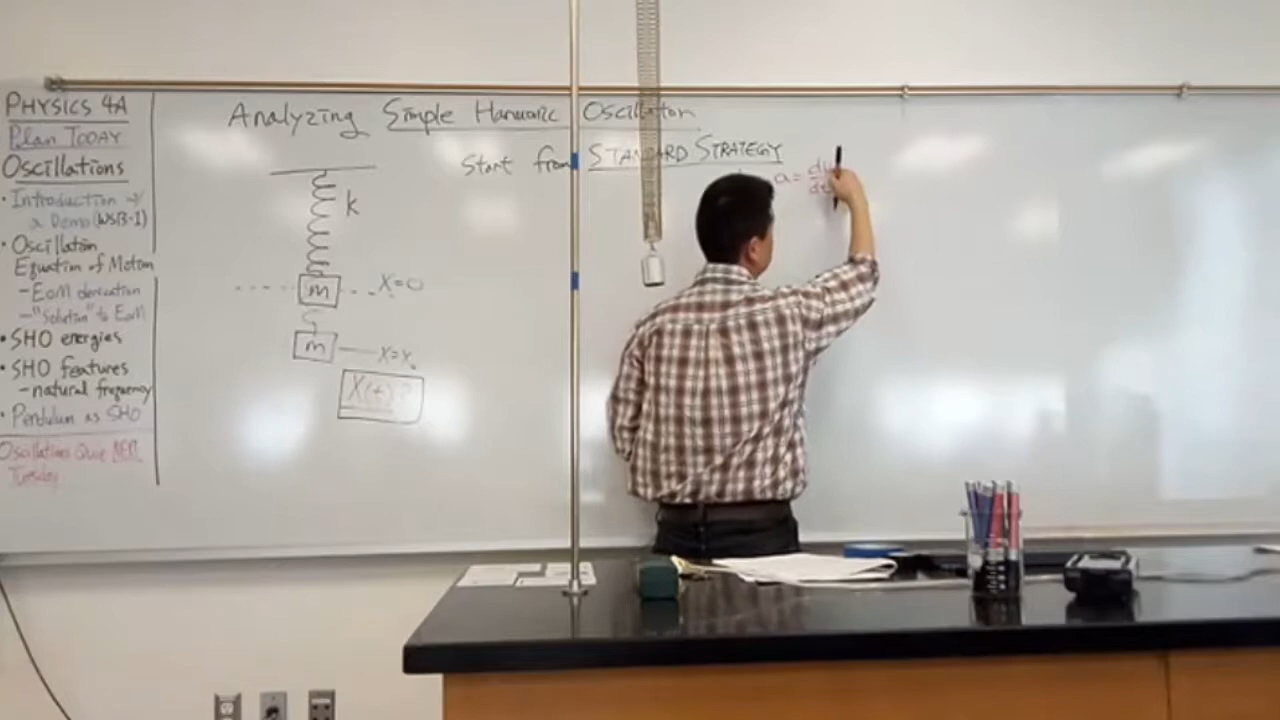 PHYSICS 4A
Plan TODAY
Oscillations
• Introduction w/
a Demo (WS13-1)
• Oscillation
Equation of Motion
- EoM derivation
- "Solution" to EoM
• SHO energies
• SHO features
- natural frequency
• Pendulum as SHO
Oscillation Quiz NEXT
Tuesday
Analyzing Simple Harmonic Oscillator
Start from STANDARD STRATEGY
a =
k
m
X=0
m
X=x₀
X(t)?